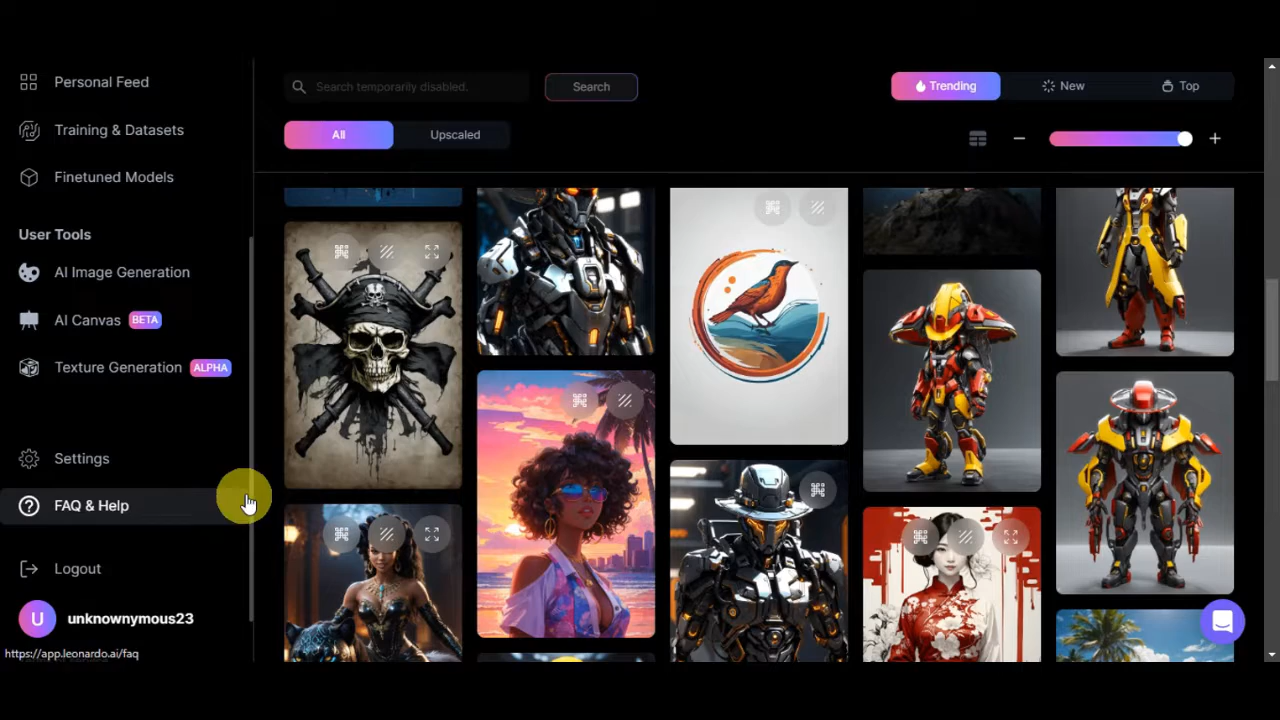 Personal Feed
Training & Datasets
Finetuned Models
User Tools
AI Image Generation
AI Canvas BETA
Texture Generation ALPHA
Settings
FAQ & Help
Logout
U unknownymous23
https://app.leonardo.ai/faq
Search temporarily disabled.
Search
Trending
New
Top
All
Upscaled